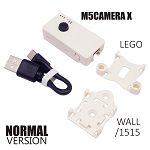 M5CAMERA X
LEGO
WALL
/1515
NORMAL
VERSION